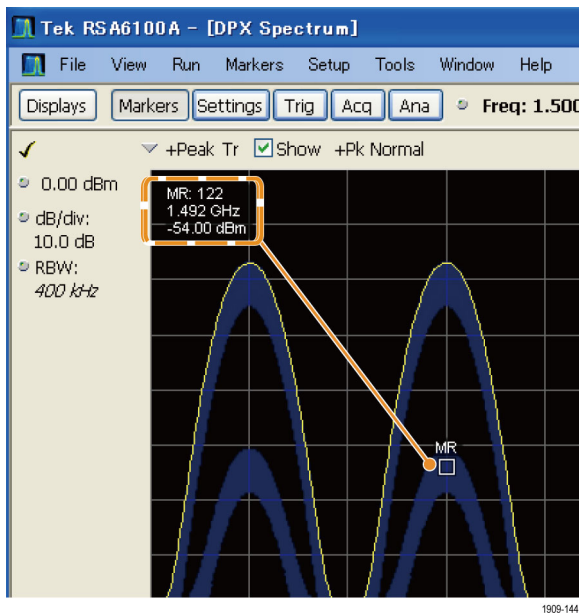 Tek RSA6100A - [DPX Spectrum]
File View Run Markers Setup Tools Window Help
Displays Markers Settings Trig Acq Ana Freq: 1.500
+Peak Tr Show +Pk Normal
0.00 dBm
dB/div:
10.0 dB
RBW:
400 kHz
MR: 122
1.492 GHz
-54.00 dBm
MR
1909-144